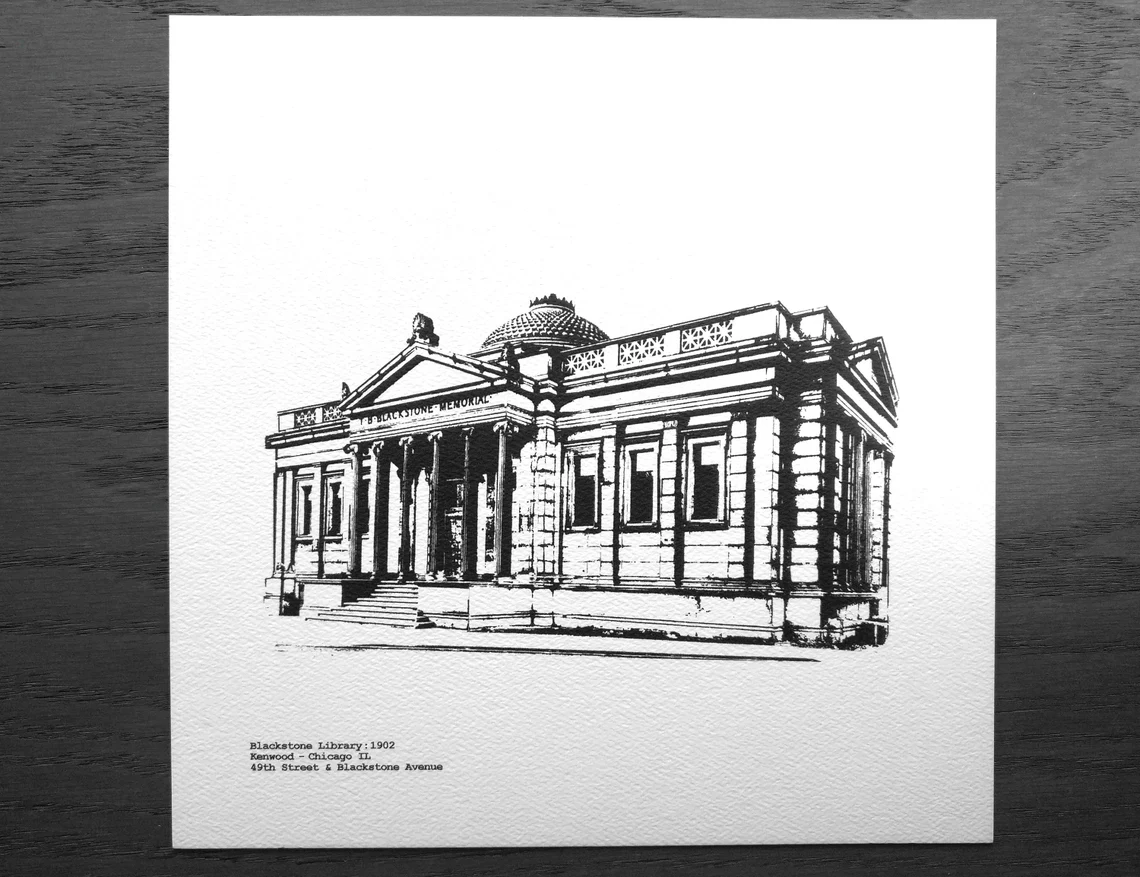 T·B·BLACKSTONE·MEMORIAL·
Blackstone Library:1902
Kenwood - Chicago IL
49th Street & Blackstone Avenue